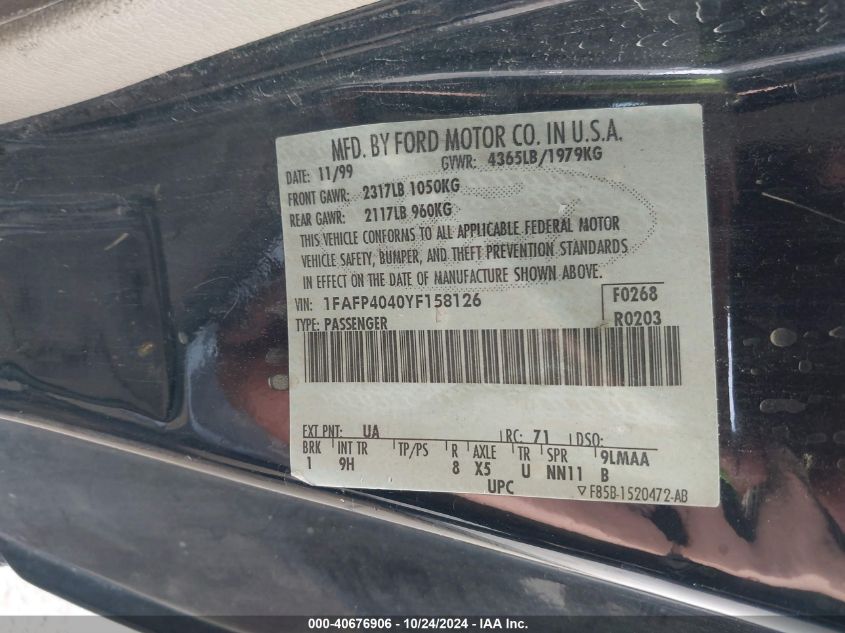 MFD. BY FORD MOTOR CO. IN U.S.A.
DATE: 11/99 GVWR: 4365LB/1979KG
FRONT GAWR: 2317LB 1050KG
REAR GAWR: 2117LB 960KG
THIS VEHICLE CONFORMS TO ALL APPLICABLE FEDERAL MOTOR
VEHICLE SAFETY, BUMPER, AND THEFT PREVENTION STANDARDS
IN EFFECT ON THE DATE OF MANUFACTURE SHOWN ABOVE.
VIN: 1FAFP4040YF158126 F0268
TYPE: PASSENGER R0203
EXT PNT: UA RC: 71 DSO:
BRK INT TR TP/PS R AXLE TR SPR 9LMAA
1 9H 8 X5 U NN11 B
UPC ▽F85B-1520472-AB
000-40676906 - 10/24/2024 - IAA Inc.